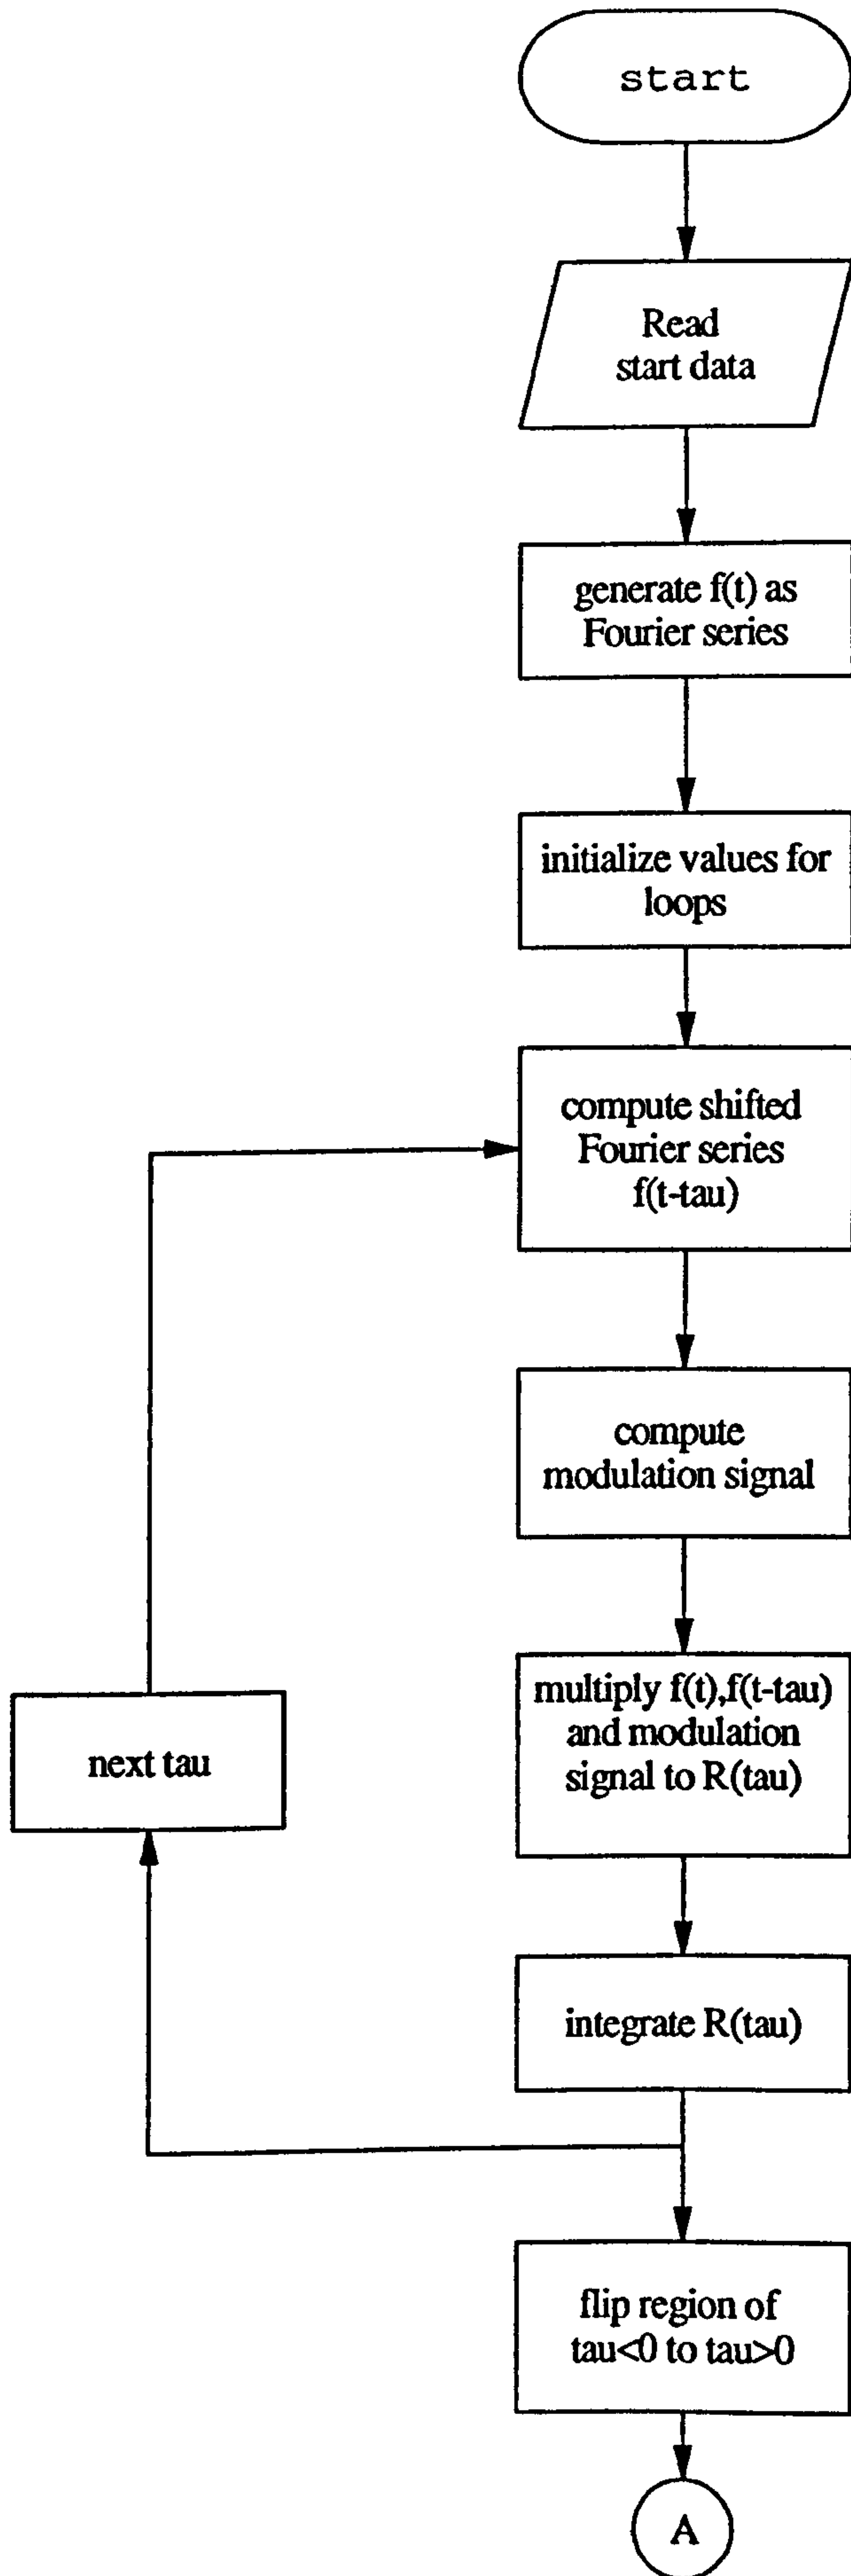 start
Read
start data
generate f(t) as
Fourier series
initialize values for
loops
compute shifted
Fourier series
f(t-tau)
compute
modulation signal
multiply f(t),f(t-tau)
and modulation
signal to R(tau)
next tau
integrate R(tau)
flip region of
tau<0 to tau>0
A